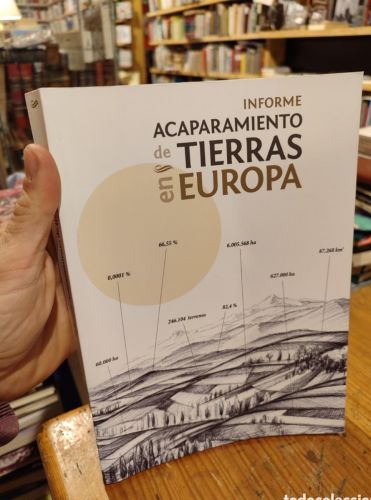 INFORME
ACAPARAMIENTO
de TIERRAS
en EUROPA
66.55 %
6.005.568 ha
87.268 km²
0,0001 %
627.000 ha
246.104 terrenos
82,4 %
60.000 ha
todocoleccion